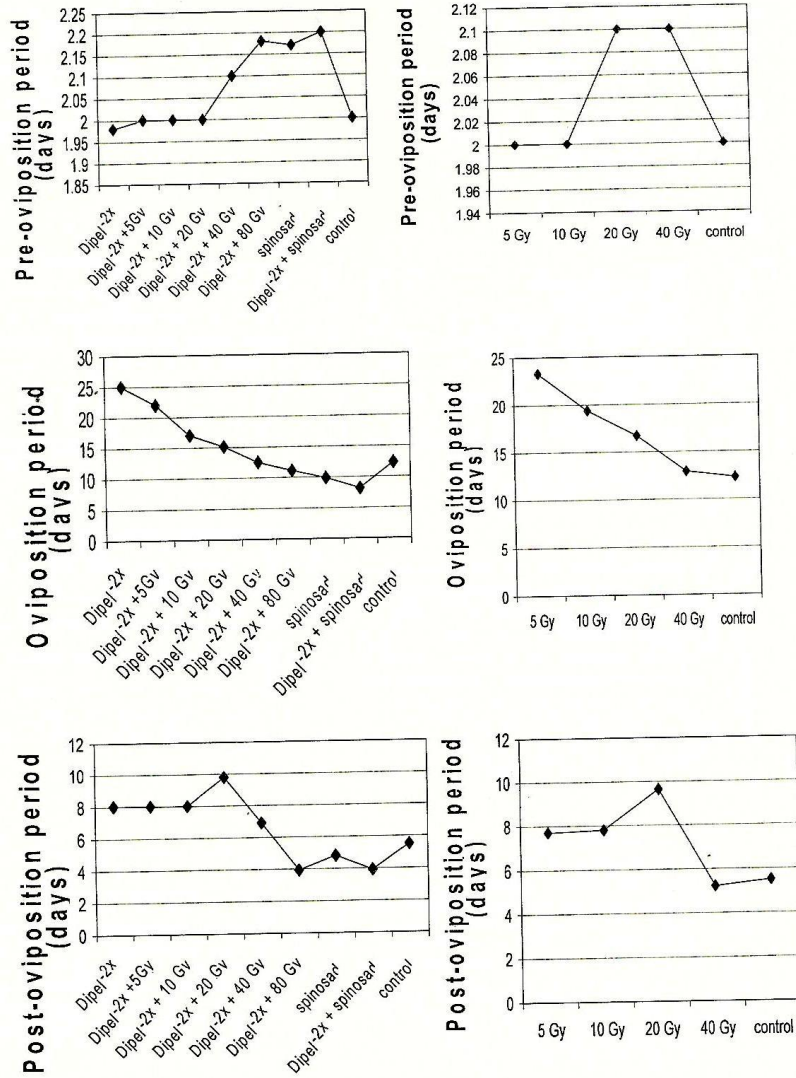 Pre-oviposition period
(days)
2.25
2.2
2.15
2.1
2.05
2
1.95
1.9
1.85
Dipel-2x
Dipel-2x +5Gy
Dipel-2x + 10 Gy
Dipel-2x + 20 Gy
Dipel-2x + 40 Gy
Dipel-2x + 80 Gy
spinosad
Dipel-2x + spinosad
control
Pre-oviposition period
(days)
2.12
2.1
2.08
2.06
2.04
2.02
2
1.98
1.96
1.94
5 Gy 10 Gy 20 Gy 40 Gy control
Oviposition perio-d
(days)
30
25
20
15
10
5
0
Dipel-2x
Dipel-2x +5Gy
Dipel-2x + 10 Gy
Dipel-2x + 20 Gy
Dipel-2x + 40 Gy
Dipel-2x + 80 Gy
spinosad
Dipel-2x + spinosad
control
Oviposition period
(days)
25
20
15
10
5
0
5 Gy 10 Gy 20 Gy 40 Gy control
Post-oviposition period
(days)
12
10
8
6
4
2
0
Dipel-2x
Dipel-2x +5Gy
Dipel-2x + 10 Gy
Dipel-2x + 20 Gy
Dipel-2x + 40 Gy
Dipel-2x + 80 Gy
spinosad
Dipel-2x + spinosad
control
Post-oviposition period
(days)
12
10
8
6
4
2
0
5 Gy 10 Gy 20 Gy 40 Gy control